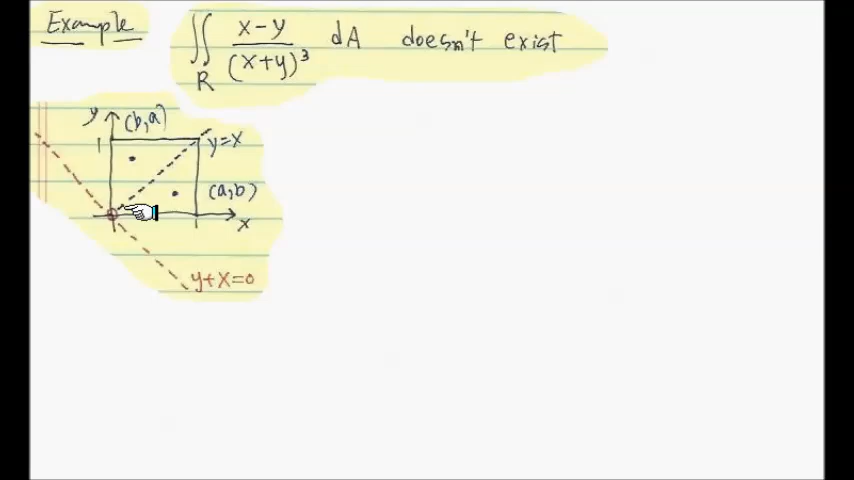 Example
∬_R (x-y)/(x+y)³ dA doesn't exist
y (b,a)
1 y=x
(a,b)
1 x
y+x=0